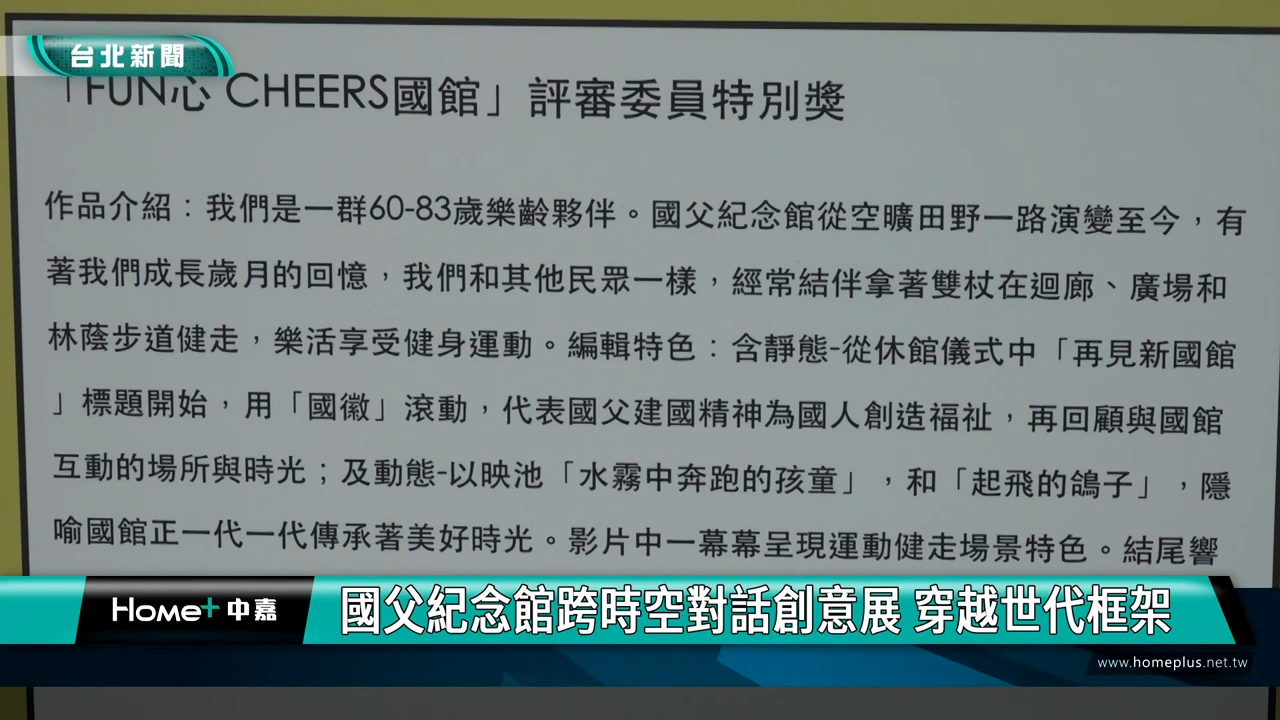 台北新聞
「FUN心 CHEERS國館」評審委員特別獎
作品介紹：我們是一群60-83歲樂齡夥伴。國父紀念館從空曠田野一路演變至今，有
著我們成長歲月的回憶，我們和其他民眾一樣，經常結伴拿著雙杖在迴廊、廣場和
林蔭步道健走，樂活享受健身運動。編輯特色：含靜態-從休館儀式中「再見新國館
」標題開始，用「國徽」滾動，代表國父建國精神為國人創造福祉，再回顧與國館
互動的場所與時光；及動態-以映池「水霧中奔跑的孩童」，和「起飛的鴿子」，隱
喻國館正一代一代傳承著美好時光。影片中一幕幕呈現運動健走場景特色。結尾響
Home+中嘉
國父紀念館跨時空對話創意展 穿越世代框架
www.homeplus.net.tw